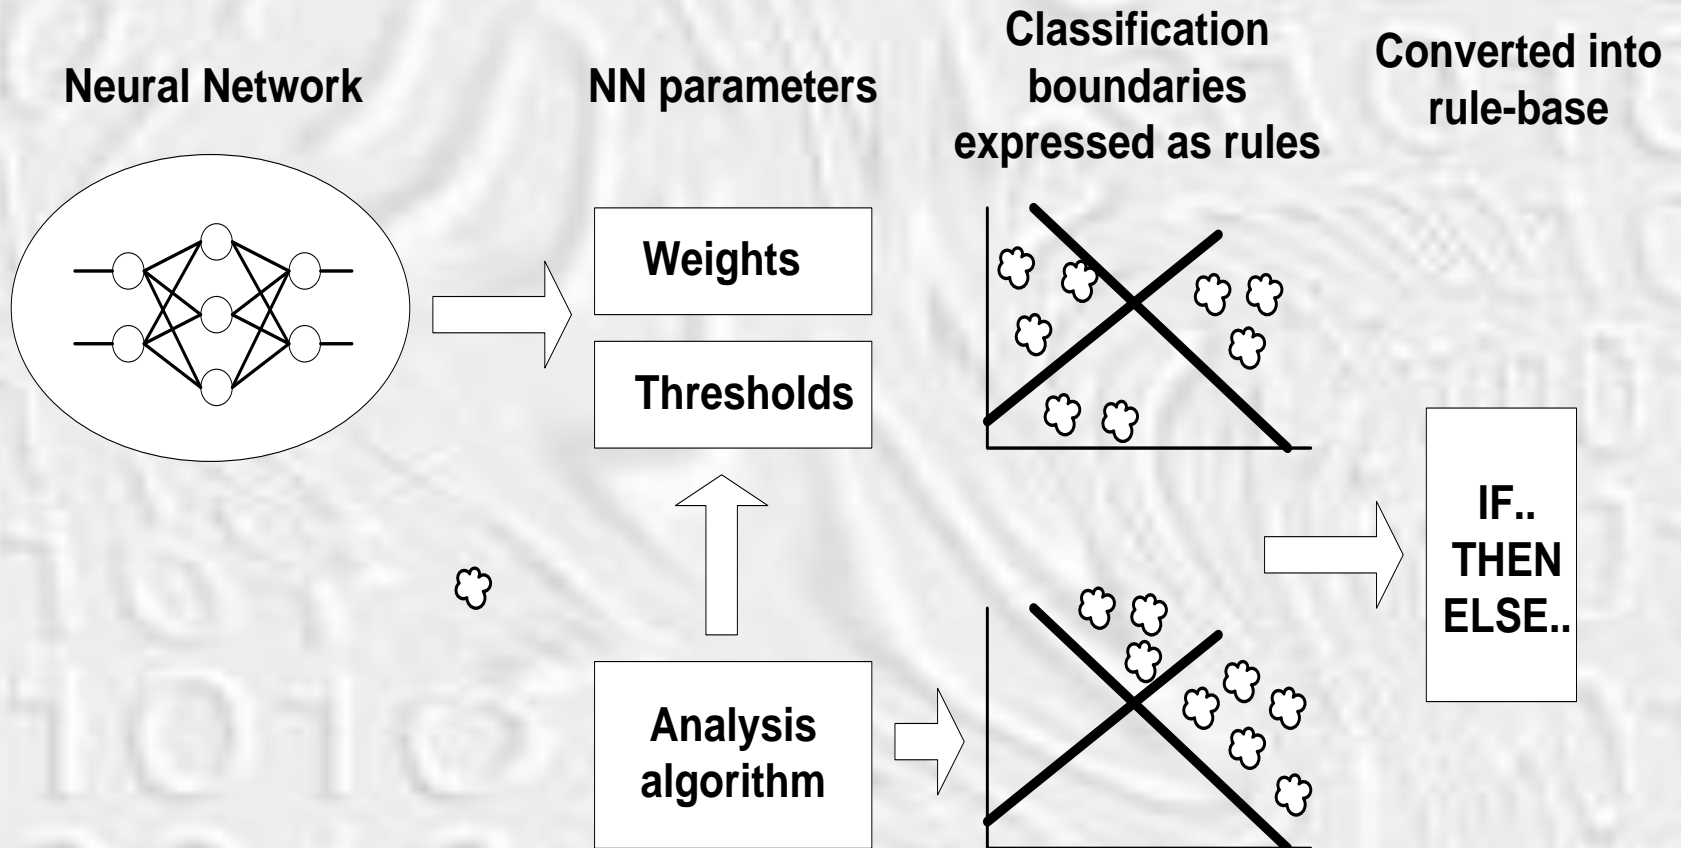 Neural Network
NN parameters
Classification
boundaries
expressed as rules
Converted into
rule-base
Weights
Thresholds
Analysis
algorithm
IF..
THEN
ELSE..